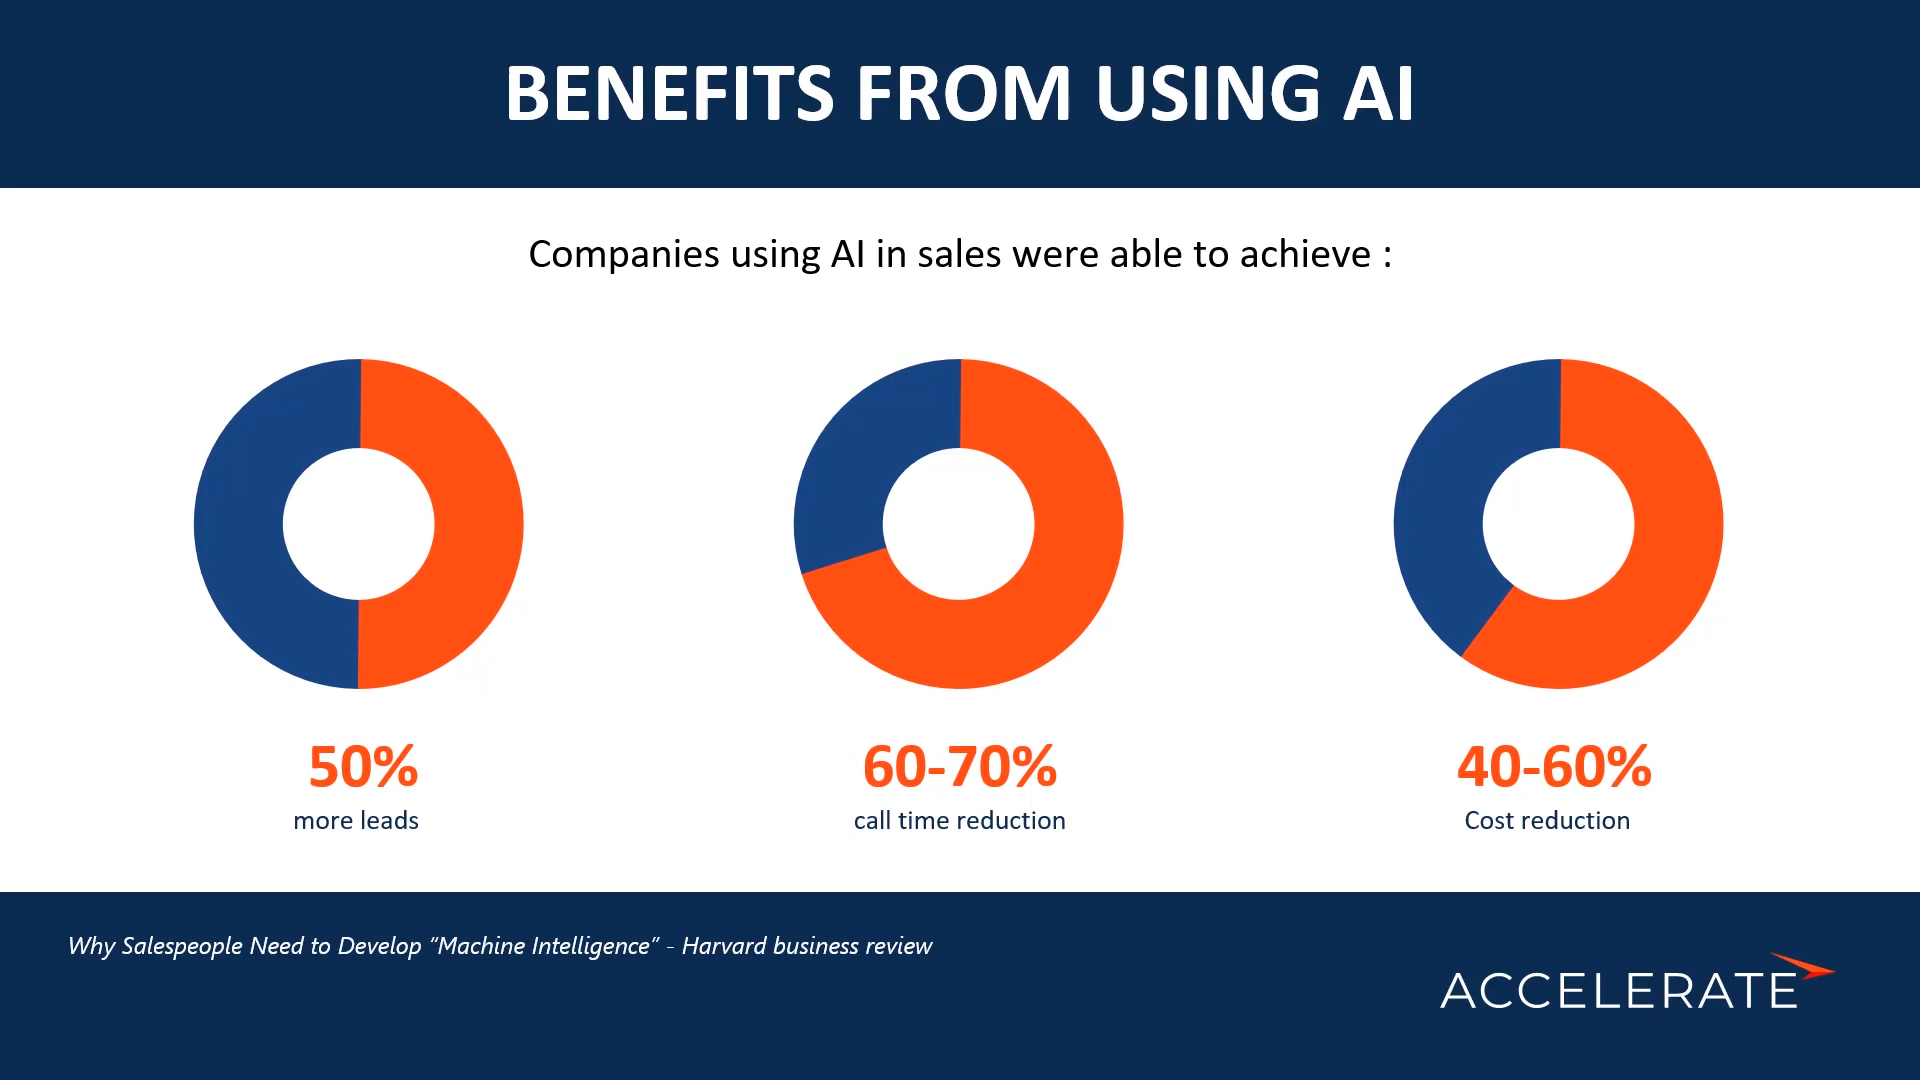 BENEFITS FROM USING AI
Companies using AI in sales were able to achieve :
50%
more leads
60-70%
call time reduction
40-60%
Cost reduction
Why Salespeople Need to Develop “Machine Intelligence” - Harvard business review
ACCELERATE